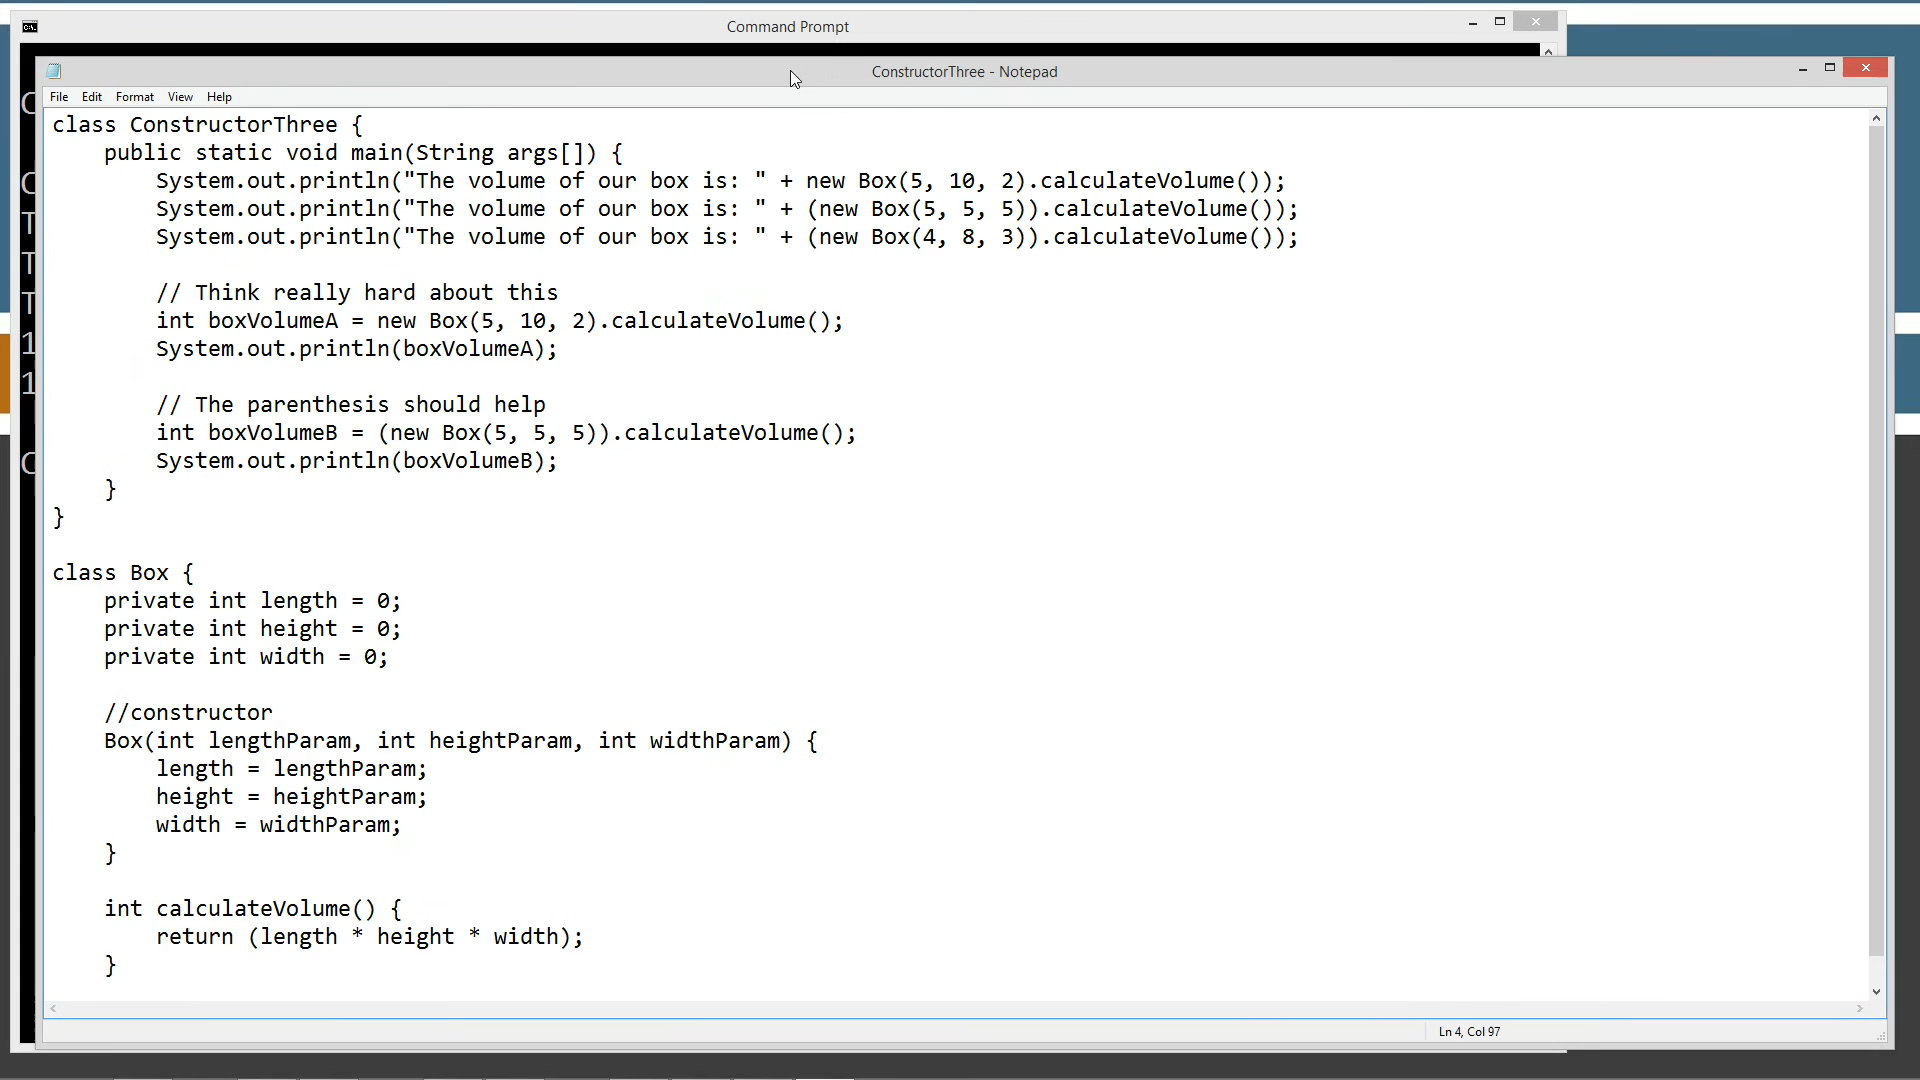 Command Prompt
ConstructorThree - Notepad
File Edit Format View Help
class ConstructorThree {
    public static void main(String args[]) {
        System.out.println("The volume of our box is: " + new Box(5, 10, 2).calculateVolume());
        System.out.println("The volume of our box is: " + (new Box(5, 5, 5)).calculateVolume());
        System.out.println("The volume of our box is: " + (new Box(4, 8, 3)).calculateVolume());

        // Think really hard about this
        int boxVolumeA = new Box(5, 10, 2).calculateVolume();
        System.out.println(boxVolumeA);

        // The parenthesis should help
        int boxVolumeB = (new Box(5, 5, 5)).calculateVolume();
        System.out.println(boxVolumeB);
    }
}

class Box {
    private int length = 0;
    private int height = 0;
    private int width = 0;

    //constructor
    Box(int lengthParam, int heightParam, int widthParam) {
        length = lengthParam;
        height = heightParam;
        width = widthParam;
    }

    int calculateVolume() {
        return (length * height * width);
    }
Ln 4, Col 97